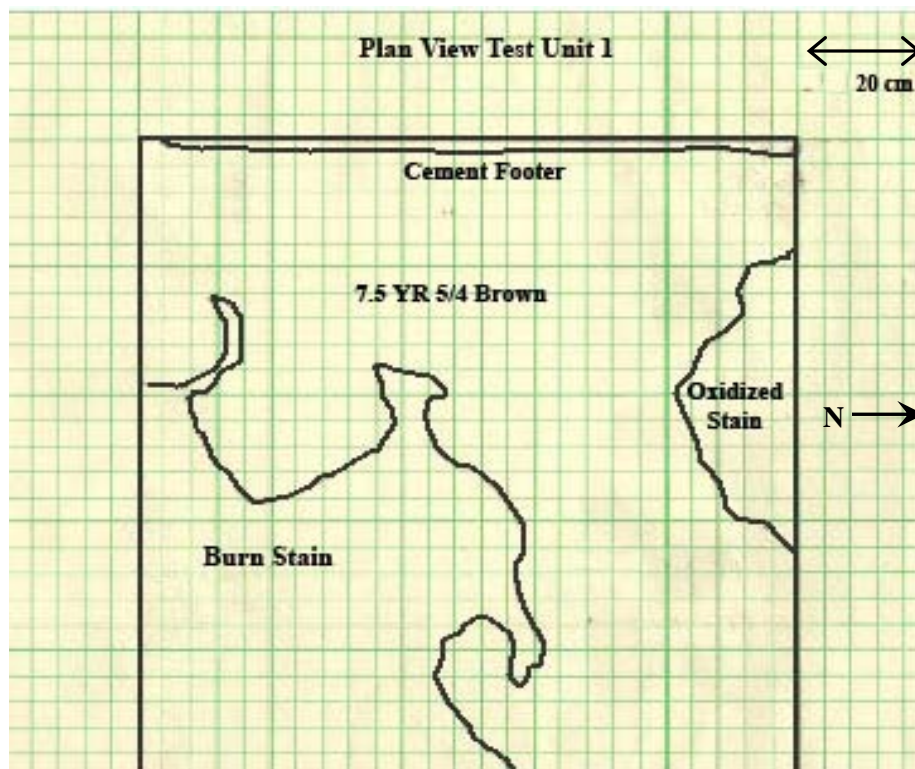 Plan View Test Unit 1
20 cm
Cement Footer
7.5 YR 5/4 Brown
Oxidized
Stain
N
Burn Stain